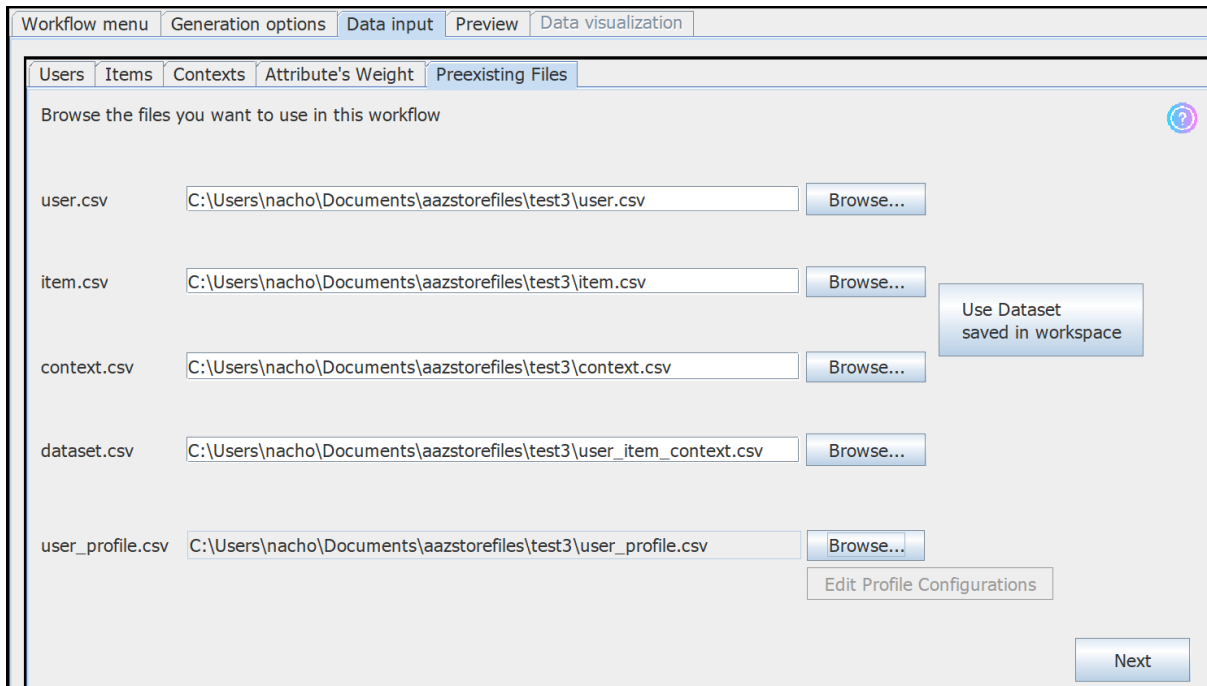 Workflow menu Generation options Data input Preview Data visualization
Users Items Contexts Attribute's Weight Preexisting Files
Browse the files you want to use in this workflow
?
user.csv C:\Users\nacho\Documents\aazstorefiles\test3\user.csv Browse...
item.csv C:\Users\nacho\Documents\aazstorefiles\test3\item.csv Browse...
Use Dataset
saved in workspace
context.csv C:\Users\nacho\Documents\aazstorefiles\test3\context.csv Browse...
dataset.csv C:\Users\nacho\Documents\aazstorefiles\test3\user_item_context.csv Browse...
user_profile.csv C:\Users\nacho\Documents\aazstorefiles\test3\user_profile.csv Browse...
Edit Profile Configurations
Next